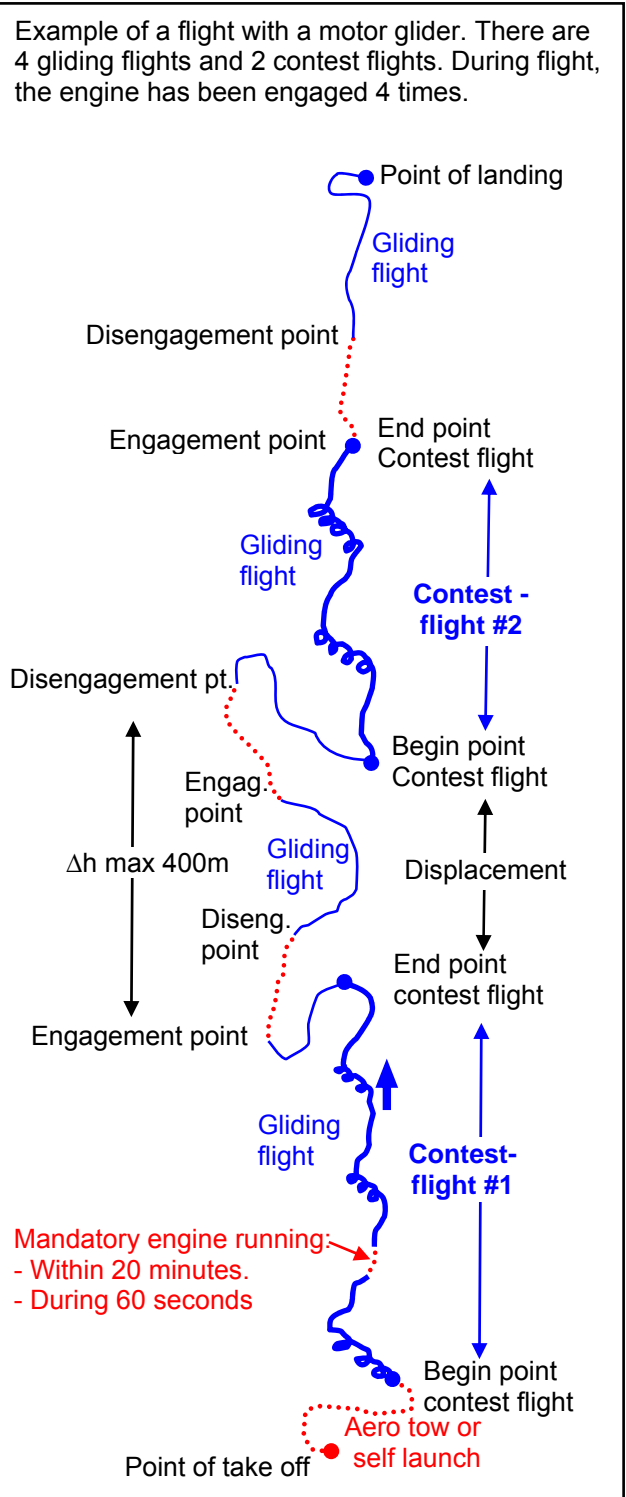 Example of a flight with a motor glider. There are
4 gliding flights and 2 contest flights. During flight,
the engine has been engaged 4 times.
Point of landing
Gliding
flight
Disengagement point
Engagement point
End point
Contest flight
Gliding
flight
Contest -
flight #2
Disengagement pt.
Begin point
Contest flight
Engag.
point
Gliding
flight
Δh max 400m
Displacement
Diseng.
point
End point
contest flight
Engagement point
Gliding
flight
Contest-
flight #1
Mandatory engine running:
- Within 20 minutes.
- During 60 seconds
Begin point
contest flight
Aero tow or
self launch
Point of take off